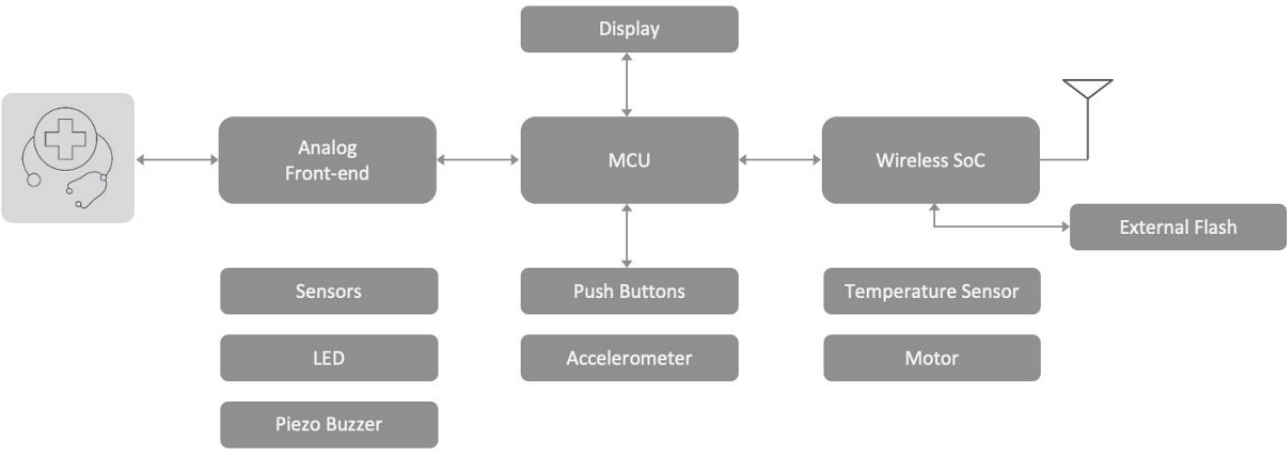 Display
Analog
Front-end
MCU
Wireless SoC
External Flash
Sensors
Push Buttons
Temperature Sensor
LED
Accelerometer
Motor
Piezo Buzzer